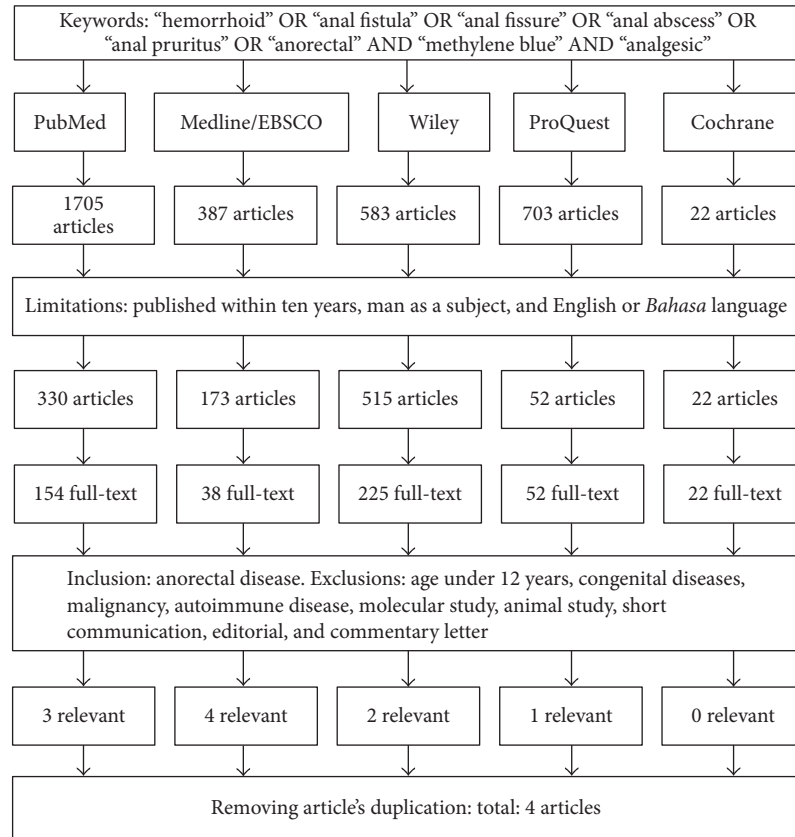 Keywords: “hemorrhoid” OR “anal fistula” OR “anal fissure” OR “anal abscess” OR
“anal pruritus” OR “anorectal” AND “methylene blue” AND “analgesic”
PubMed
Medline/EBSCO
Wiley
ProQuest
Cochrane
1705
articles
387 articles
583 articles
703 articles
22 articles
Limitations: published within ten years, man as a subject, and English or Bahasa language
330 articles
173 articles
515 articles
52 articles
22 articles
154 full-text
38 full-text
225 full-text
52 full-text
22 full-text
Inclusion: anorectal disease. Exclusions: age under 12 years, congenital diseases,
malignancy, autoimmune disease, molecular study, animal study, short
communication, editorial, and commentary letter
3 relevant
4 relevant
2 relevant
1 relevant
0 relevant
Removing article’s duplication: total: 4 articles